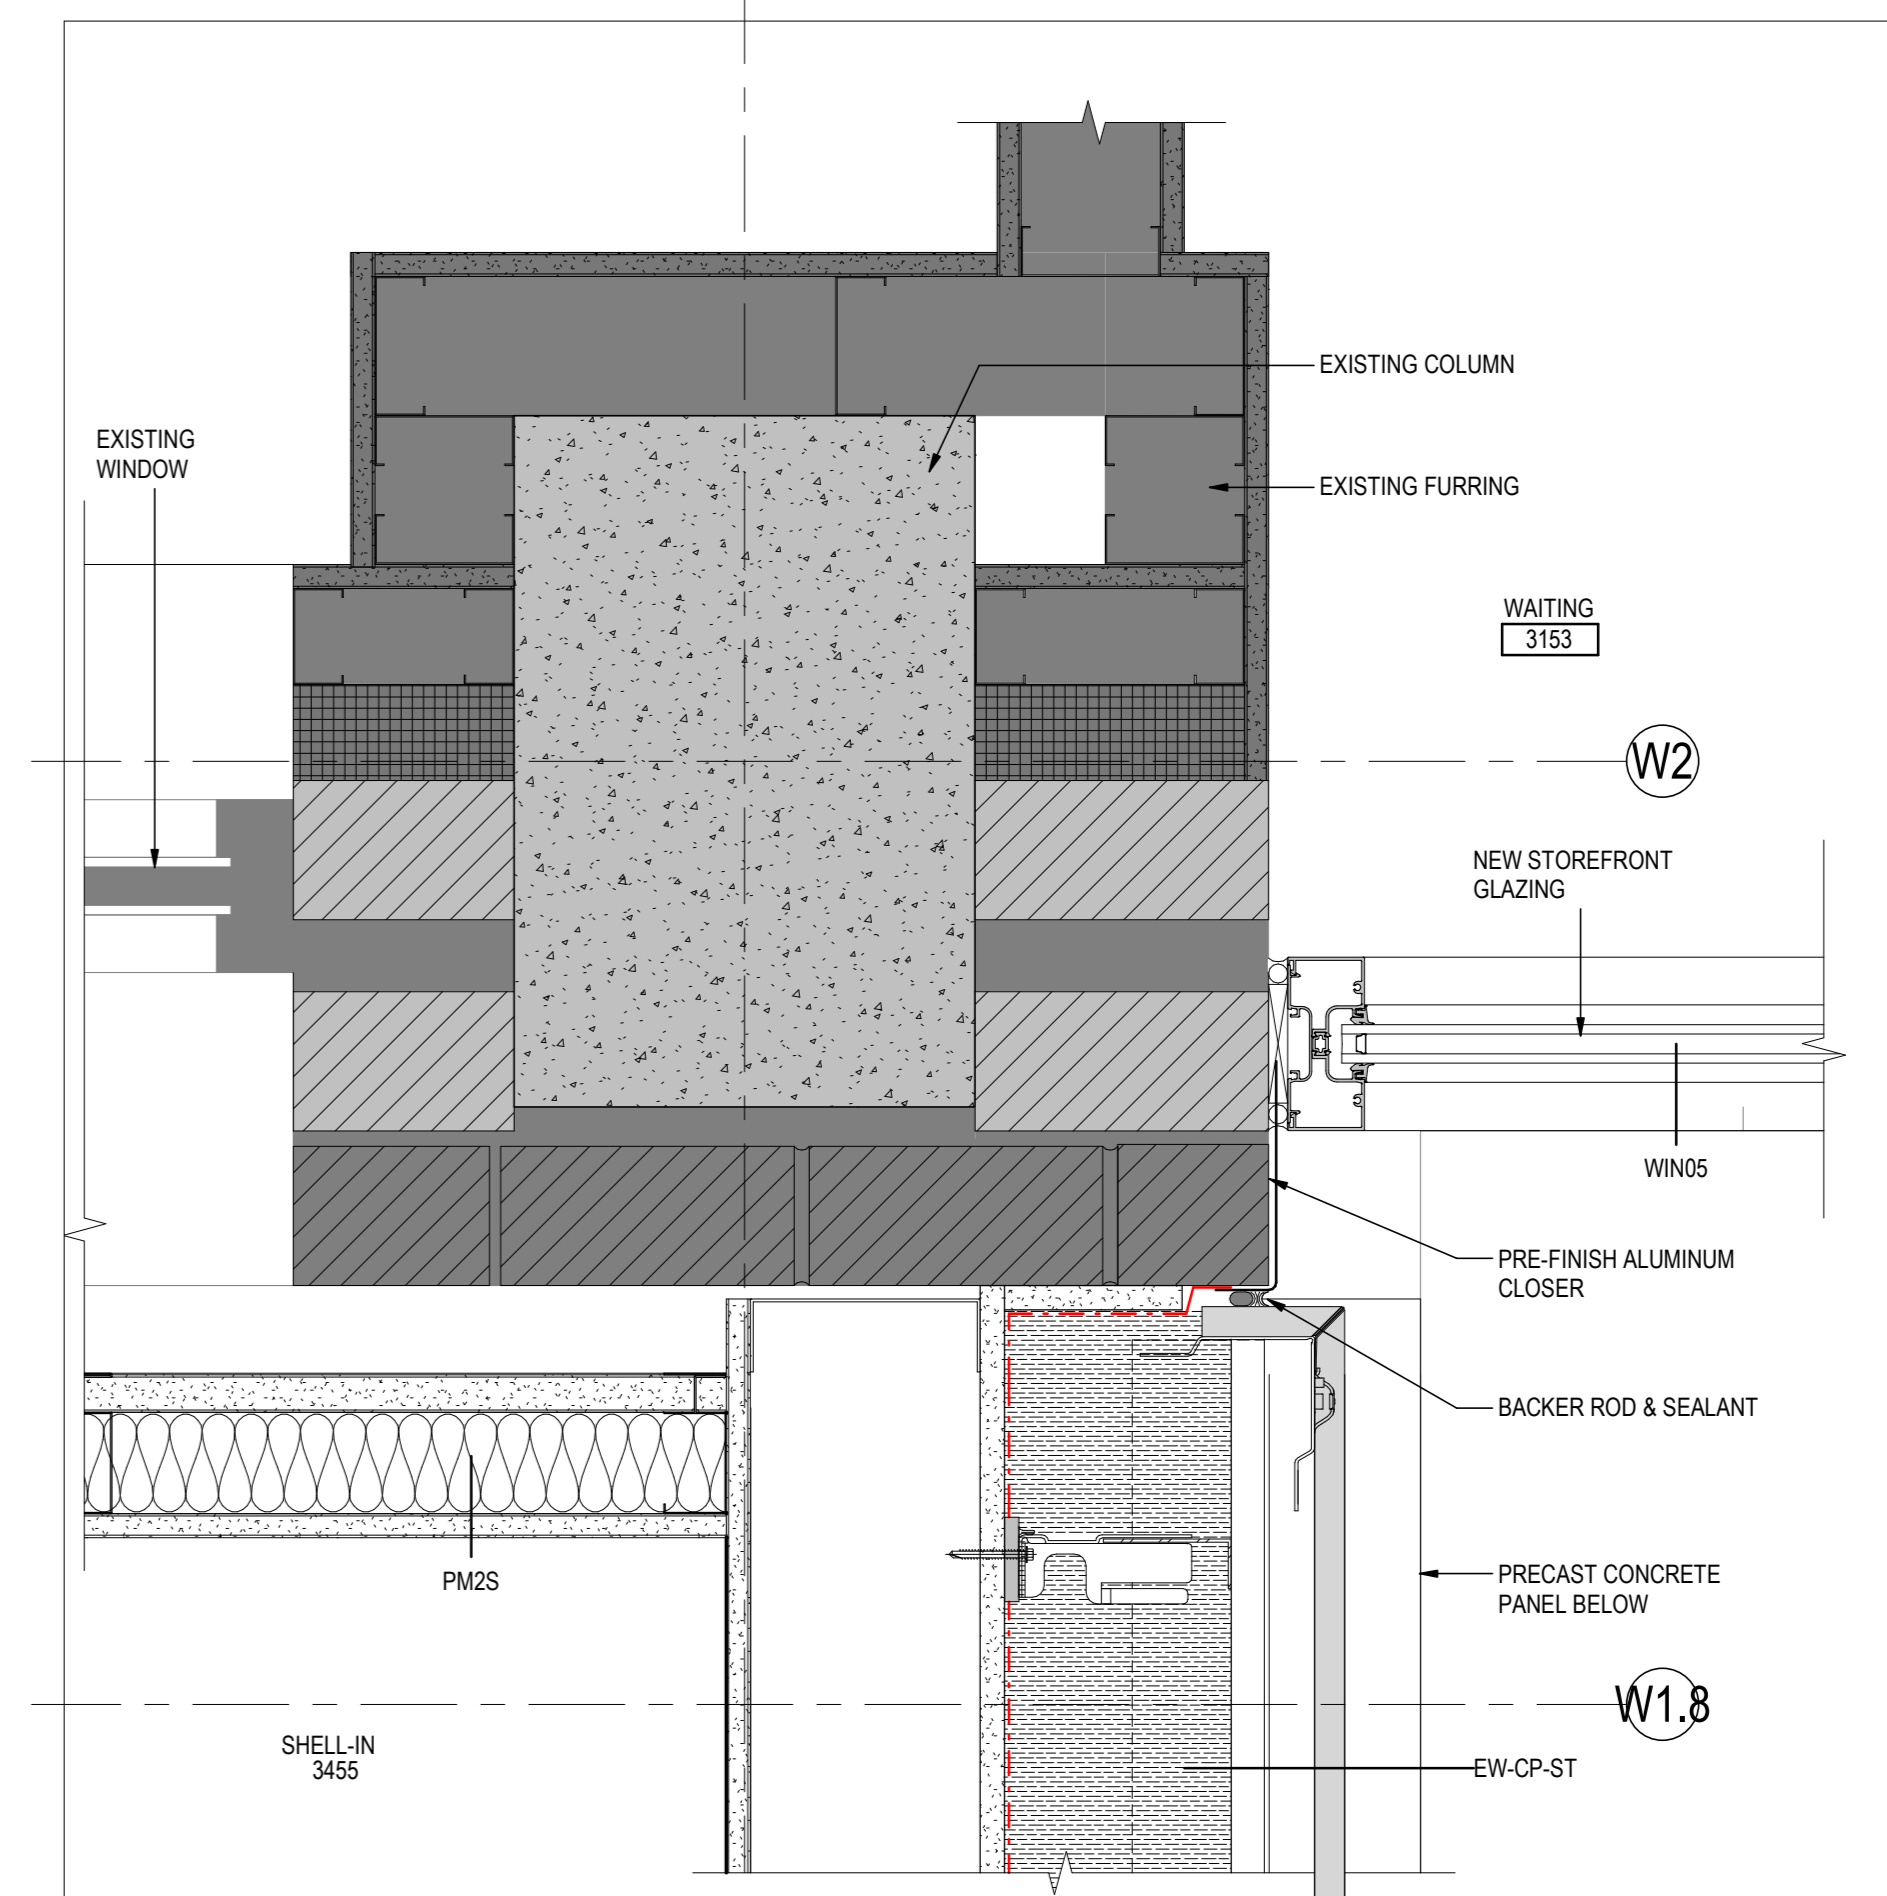 EXISTING COLUMN
EXISTING
WINDOW
EXISTING FURRING
WAITING
3153
W2
NEW STOREFRONT
GLAZING
WIN05
PRE-FINISH ALUMINUM
CLOSER
BACKER ROD & SEALANT
PM2S
PRECAST CONCRETE
PANEL BELOW
W1.8
SHELL-IN
3455
EW-CP-ST